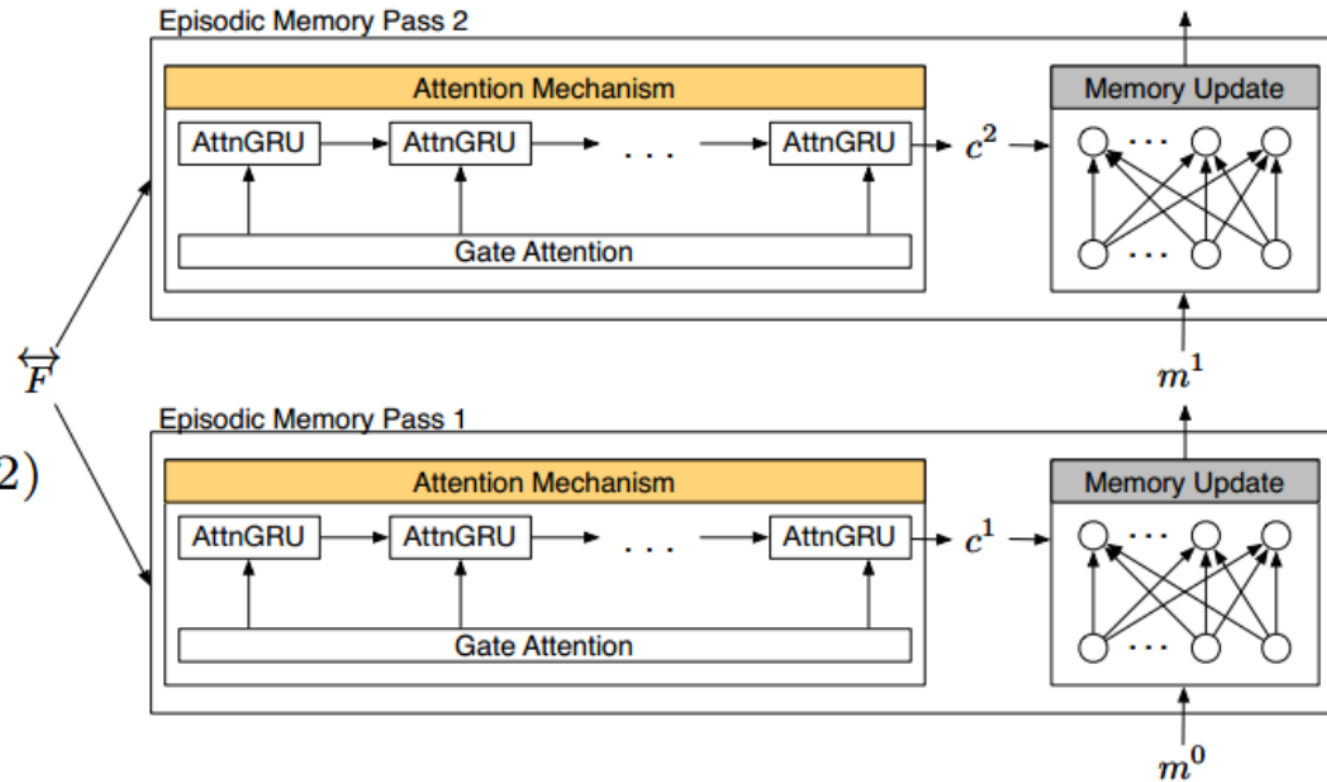 Episodic Memory Pass 2
Attention Mechanism
Memory Update
AttnGRU AttnGRU ... AttnGRU c² ...
Gate Attention
...
F⃡
m¹
Episodic Memory Pass 1
2)
Attention Mechanism
Memory Update
AttnGRU AttnGRU ... AttnGRU c¹ ...
Gate Attention
...
m⁰